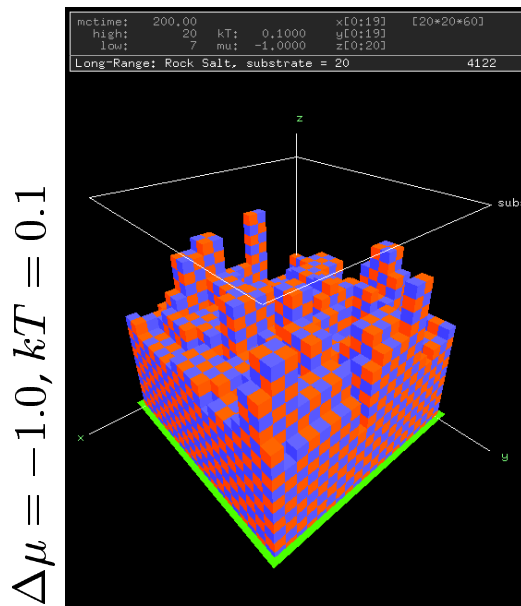 mctime: 200.00 x[0:19] [20*20*60]
high: 20 kT: 0.1000 y[0:19]
low: 7 mu: -1.0000 z[0:20]
Long-Range: Rock Salt, substrate = 20 4122
z
subs
x
y
Δμ = −1.0, kT = 0.1